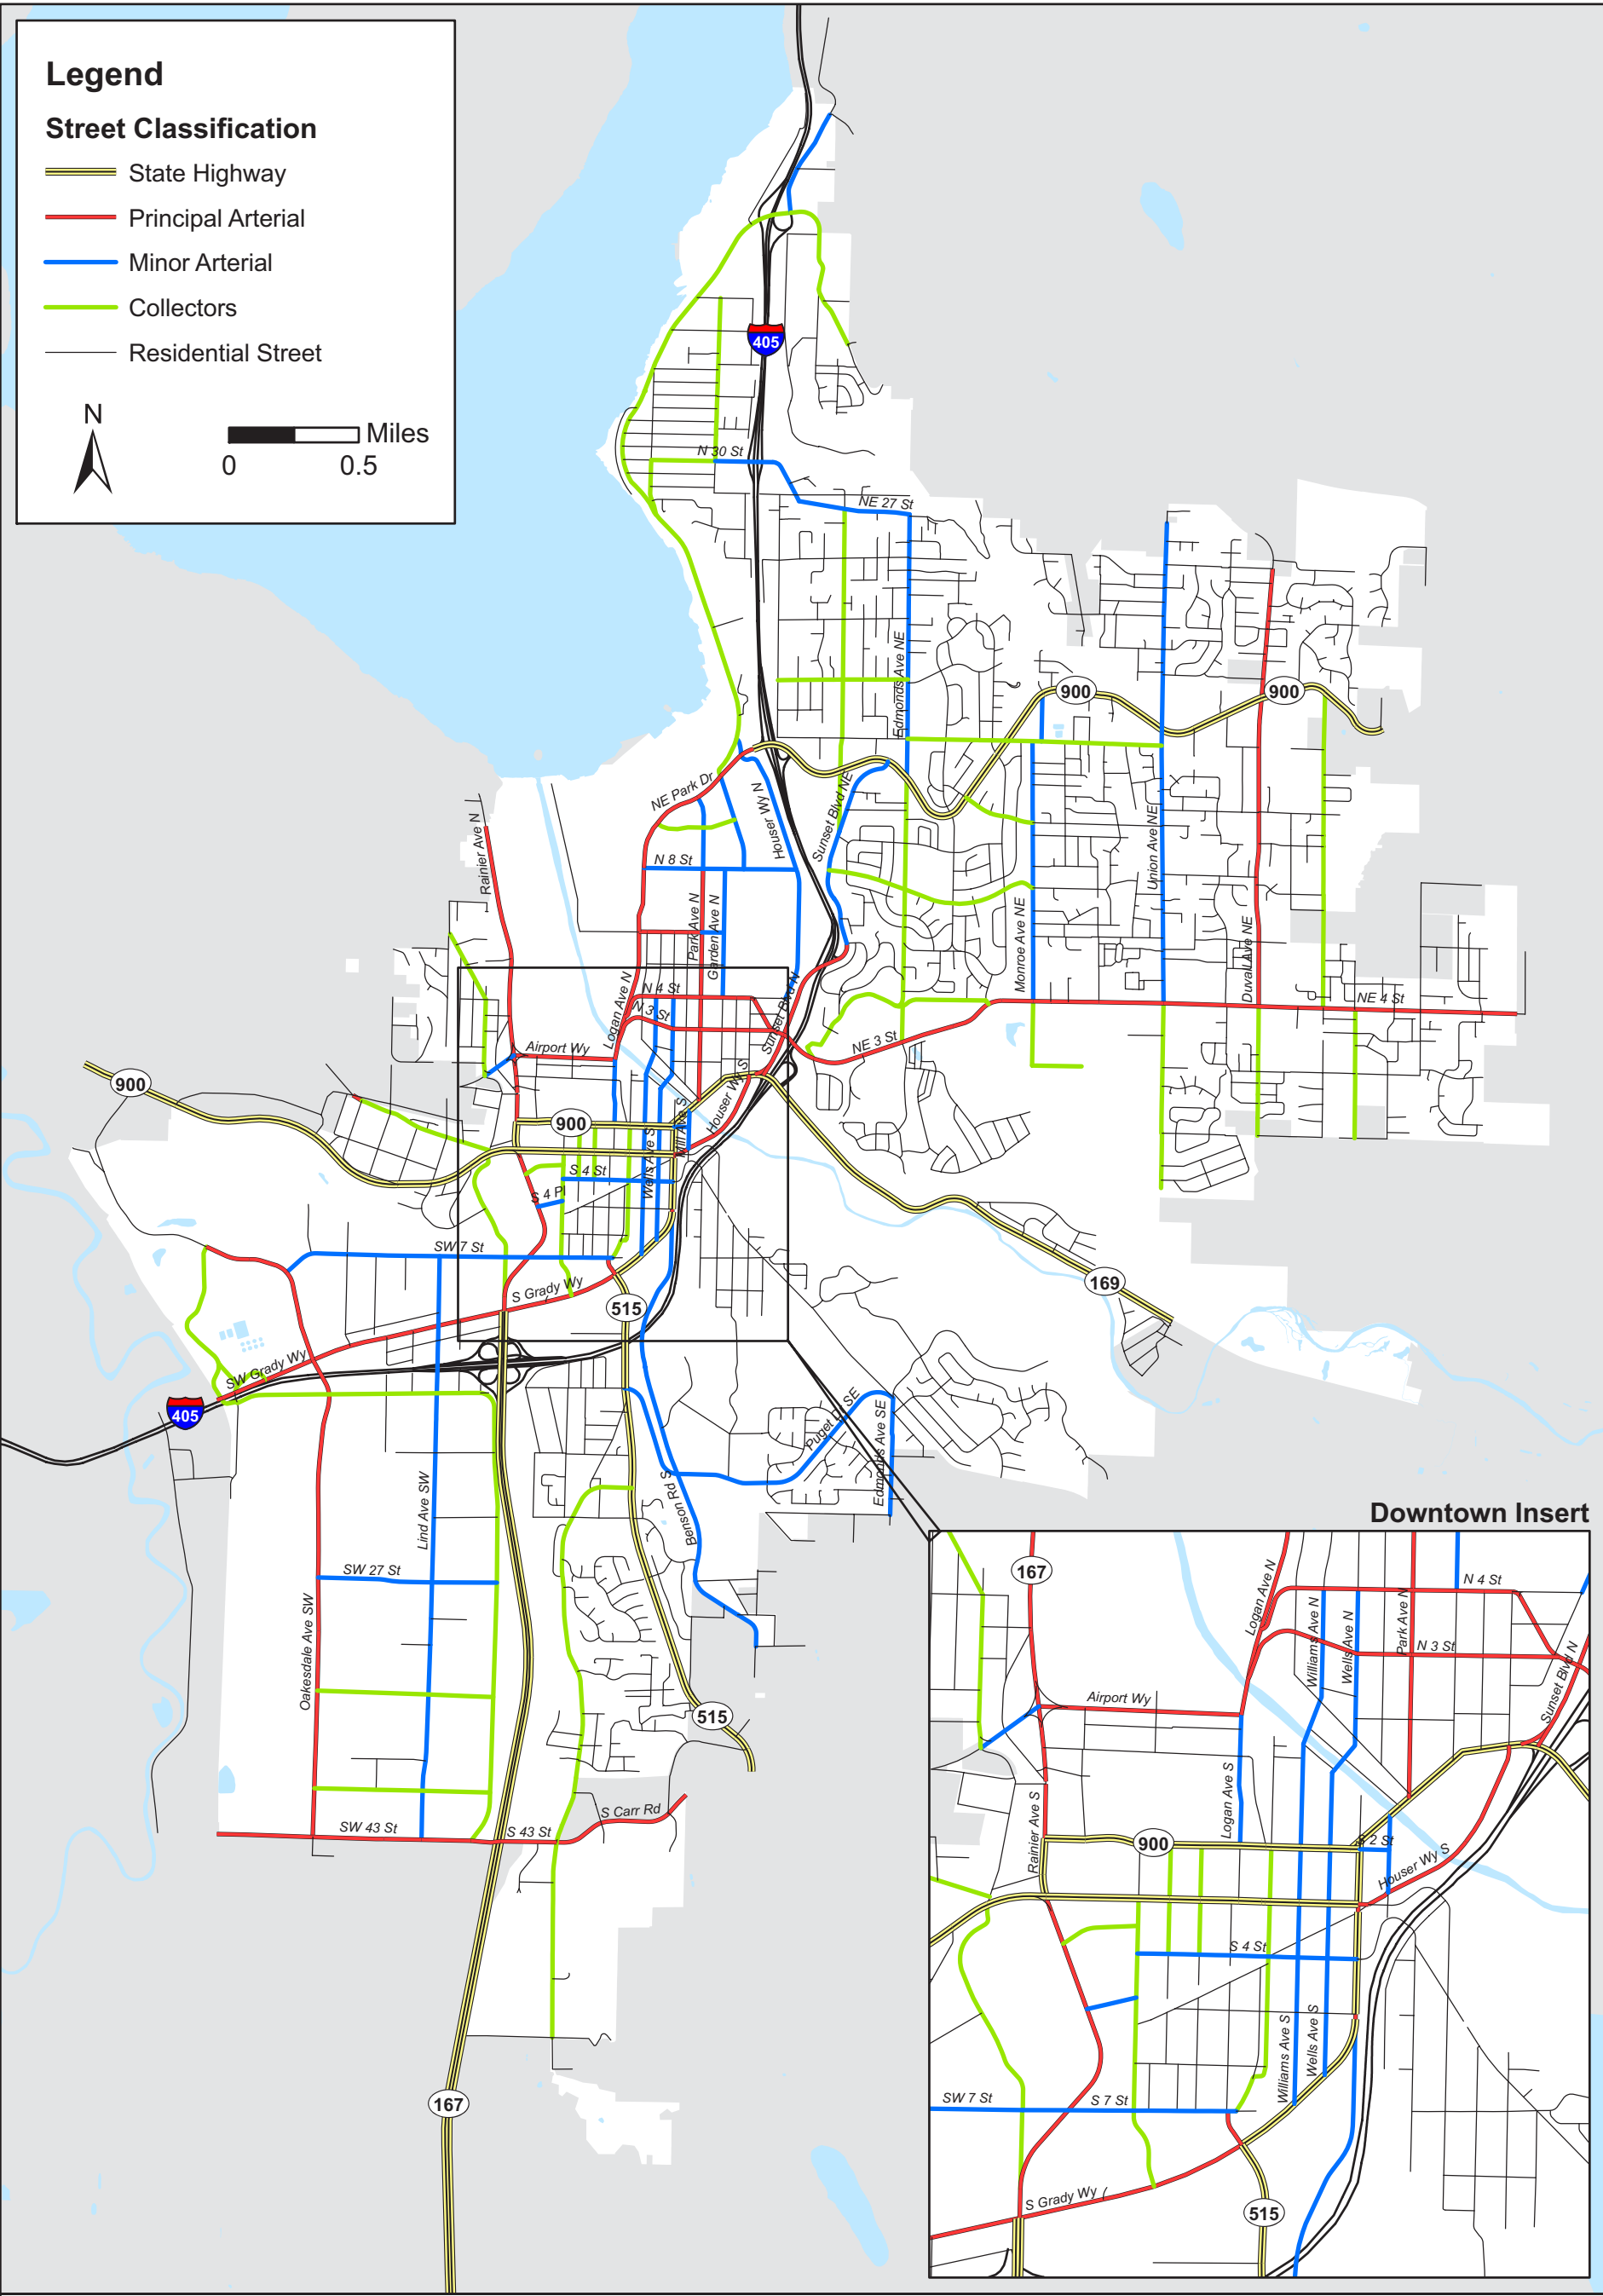 Legend
Street Classification
State Highway
Principal Arterial
Minor Arterial
Collectors
Residential Street
N
Miles
0 0.5
405
N 30 St
NE 27 St
Edmonds Ave NE
900
900
NE Park Dr
Houser Wy N
Sunset Blvd NE
Rainier Ave N
N 8 St
Park Ave N
Garden Ave N
Union Ave NE
Monroe Ave NE
Duvall Ave NE
Logan Ave N
N 4 St
N 3 St
Sunset Blvd N
NE 4 St
NE 3 St
Airport Wy
900
Houser Wy S
900
Mill Ave S
Wells Ave S
S 4 St
S 4 Pl
SW 7 St
S Grady Wy
515
169
SW Grady Wy
405
Puget Dr SE
Edmonds Ave SE
Lind Ave SW
Benson Rd S
SW 27 St
Oakesdale Ave SW
515
S Carr Rd
SW 43 St
S 43 St
167
Downtown Insert
167
Logan Ave N
N 4 St
Williams Ave N
Wells Ave N
Park Ave N
N 3 St
Sunset Blvd N
Airport Wy
Rainier Ave S
Logan Ave S
900
S 2 St
Houser Wy S
S 4 St
Williams Ave S
Wells Ave S
SW 7 St
S 7 St
S Grady Wy
515